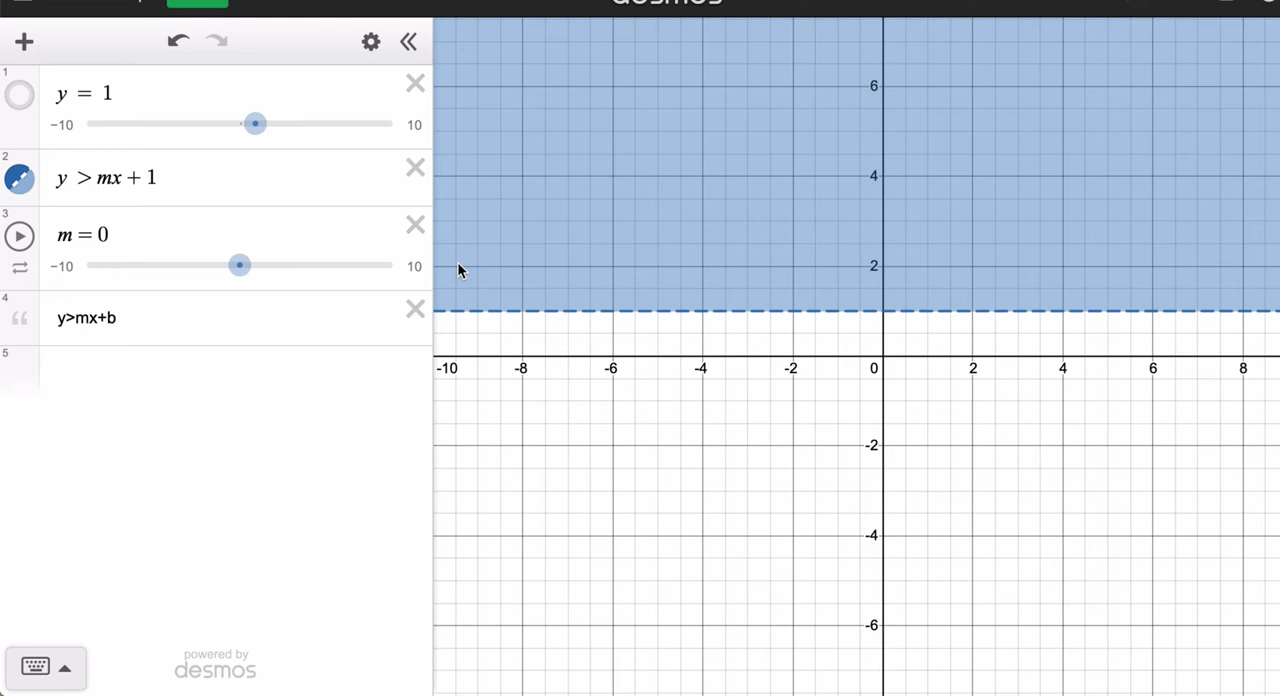 desmos
1
y = 1
-10 10
2
y > mx + 1
3
m = 0
-10 10
4
y>mx+b
5
powered by
desmos
6
4
2
-10 -8 -6 -4 -2 0 2 4 6 8
-2
-4
-6